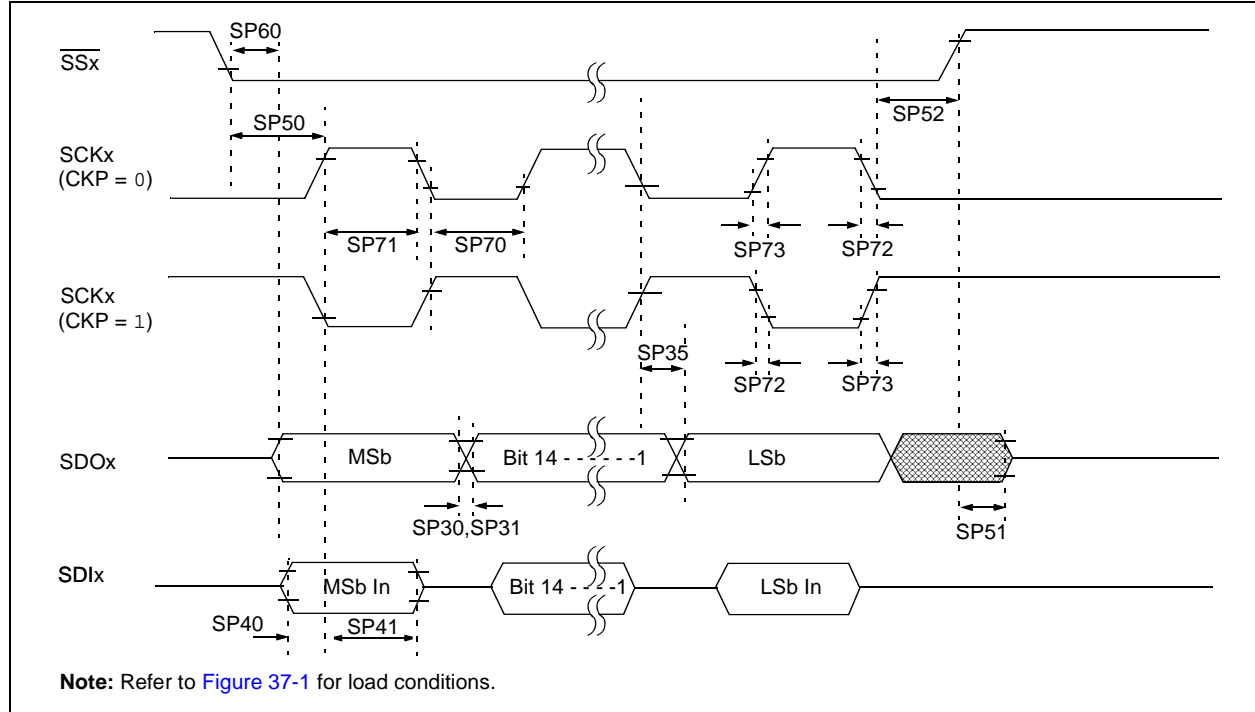 SP60
SSx
SP50
SP52
SCKx
(CKP = 0)
SP71
SP70
SP73
SP72
SCKx
(CKP = 1)
SP35
SP72
SP73
SDOx
MSb
Bit 14 - - - - - -1
LSb
SP30,SP31
SP51
SDIx
MSb In
Bit 14 - - - -1
LSb In
SP40
SP41
Note: Refer to Figure 37-1 for load conditions.